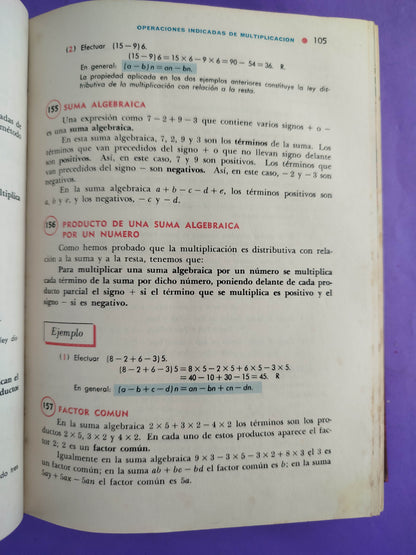 OPERACIONES INDICADAS DE MULTIPLICACION ● 105
(2) Efectuar (15 − 9) 6.
(15 − 9) 6 = 15 × 6 − 9 × 6 = 90 − 54 = 36. R.
En general: (a − b) n = an − bn.
La propiedad aplicada en los dos ejemplos anteriores constituye la ley dis-
tributiva de la multiplicación con relación a la resta.
155 SUMA ALGEBRAICA
Una expresión como 7 − 2 + 9 − 3 que contiene varios signos + o −
es una suma algebraica.
En esta suma algebraica, 7, 2, 9 y 3 son los términos de la suma. Los
términos que van precedidos del signo + o que no llevan signo delante
son positivos. Así, en este caso, 7 y 9 son positivos. Los términos que
van precedidos del signo − son negativos. Así, en este caso, −2 y −3 son
negativos.
En la suma algebraica a + b − c − d + e, los términos positivos son
a, b y e, y los negativos, −c y −d.
156 PRODUCTO DE UNA SUMA ALGEBRAICA
POR UN NUMERO
Como hemos probado que la multiplicación es distributiva con rela-
ción a la suma y a la resta, tenemos que:
Para multiplicar una suma algebraica por un número se multiplica
cada término de la suma por dicho número, poniendo delante de cada pro-
ducto parcial el signo + si el término que se multiplica es positivo y el
signo − si es negativo.
Ejemplo
(1) Efectuar (8 − 2 + 6 − 3) 5.
(8 − 2 + 6 − 3) 5 = 8 × 5 − 2 × 5 + 6 × 5 − 3 × 5.
= 40 − 10 + 30 − 15 = 45. R
En general: (a − b + c − d) n = an − bn + cn − dn.
157 FACTOR COMUN
En la suma algebraica 2 × 5 + 3 × 2 − 4 × 2 los términos son los pro-
ductos 2 × 5, 3 × 2 y 4 × 2. En cada uno de estos productos aparece el fac-
tor 2; 2 es un factor común.
Igualmente en la suma algebraica 9 × 3 − 3 × 5 − 3 × 2 + 8 × 3 el 3 es
un factor común; en la suma ab + bc − bd el factor común es b; en la suma
5ay + 5ax − 5an el factor común es 5a.